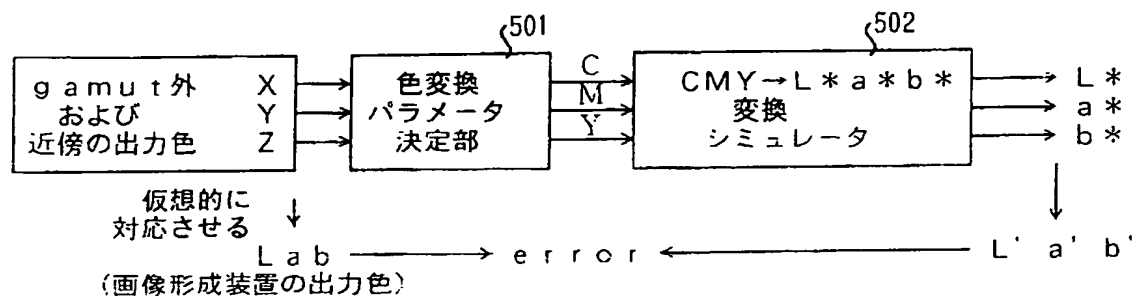 501
502
gamut外
および
近傍の出力色
X
Y
Z
色変換
パラメータ
決定部
C
M
Y
CMY→L*a*b*
変換
シミュレータ
L*
a*
b*
仮想的に
対応させる
Lab
error
L' a' b'
(画像形成装置の出力色)